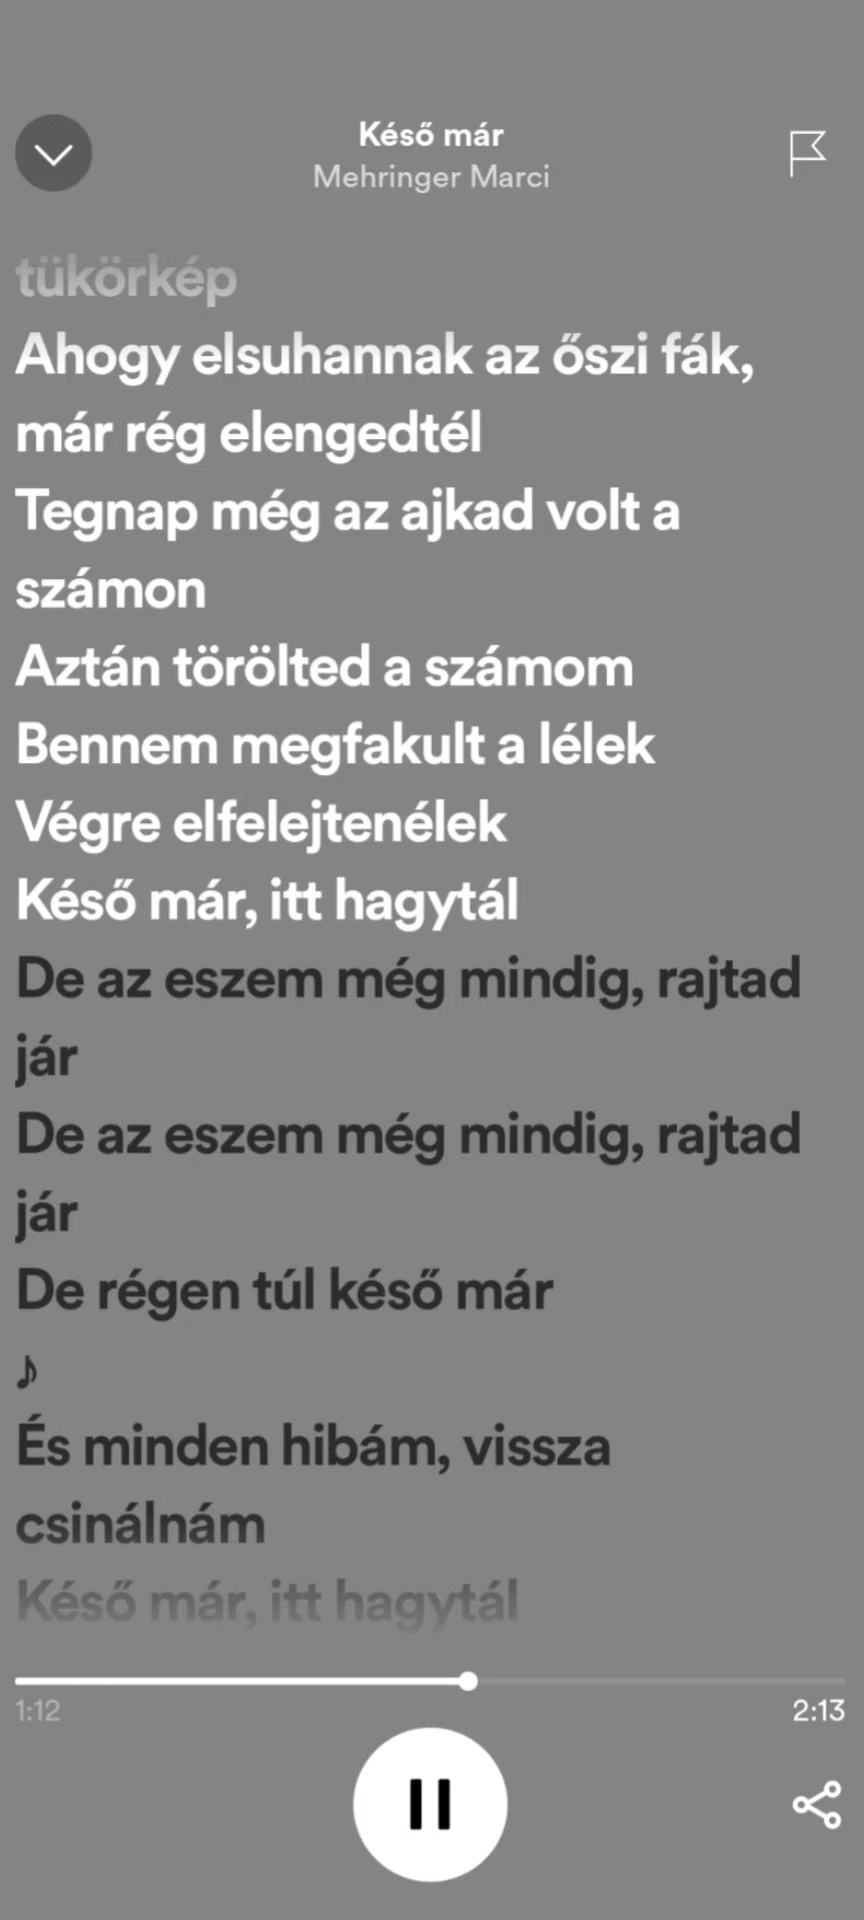 Késő már
Mehringer Marci
tükörkép
Ahogy elsuhannak az őszi fák,
már rég elengedtél
Tegnap még az ajkad volt a
számon
Aztán törölted a számom
Bennem megfakult a lélek
Végre elfelejtenélek
Késő már, itt hagytál
De az eszem még mindig, rajtad
jár
De az eszem még mindig, rajtad
jár
De régen túl késő már
♪
És minden hibám, vissza
csinálnám
Késő már, itt hagytál
1:12
2:13